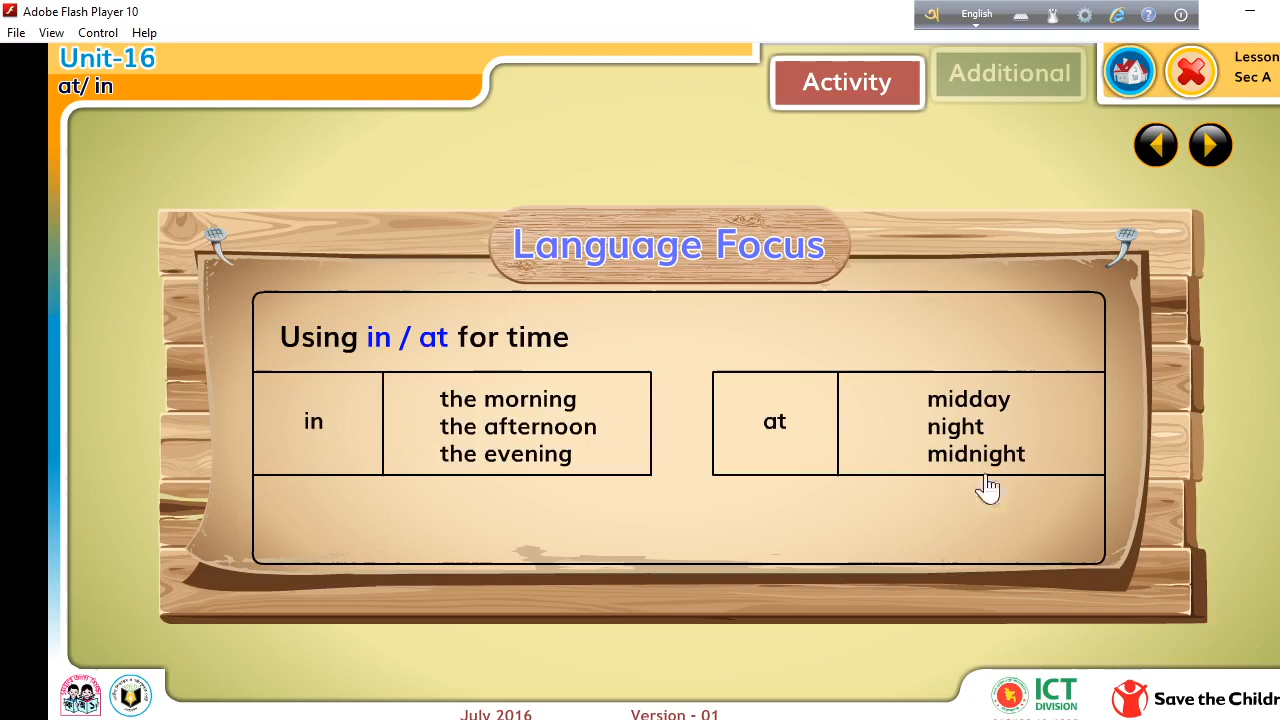 Adobe Flash Player 10
অ English
File View Control Help
Unit-16
at/ in
Activity
Additional
Lesson
Sec A
Language Focus
Using in / at for time
in
the morning
the afternoon
the evening
at
midday
night
midnight
ICT
DIVISION
Save the Childr
July 2016 Version - 01